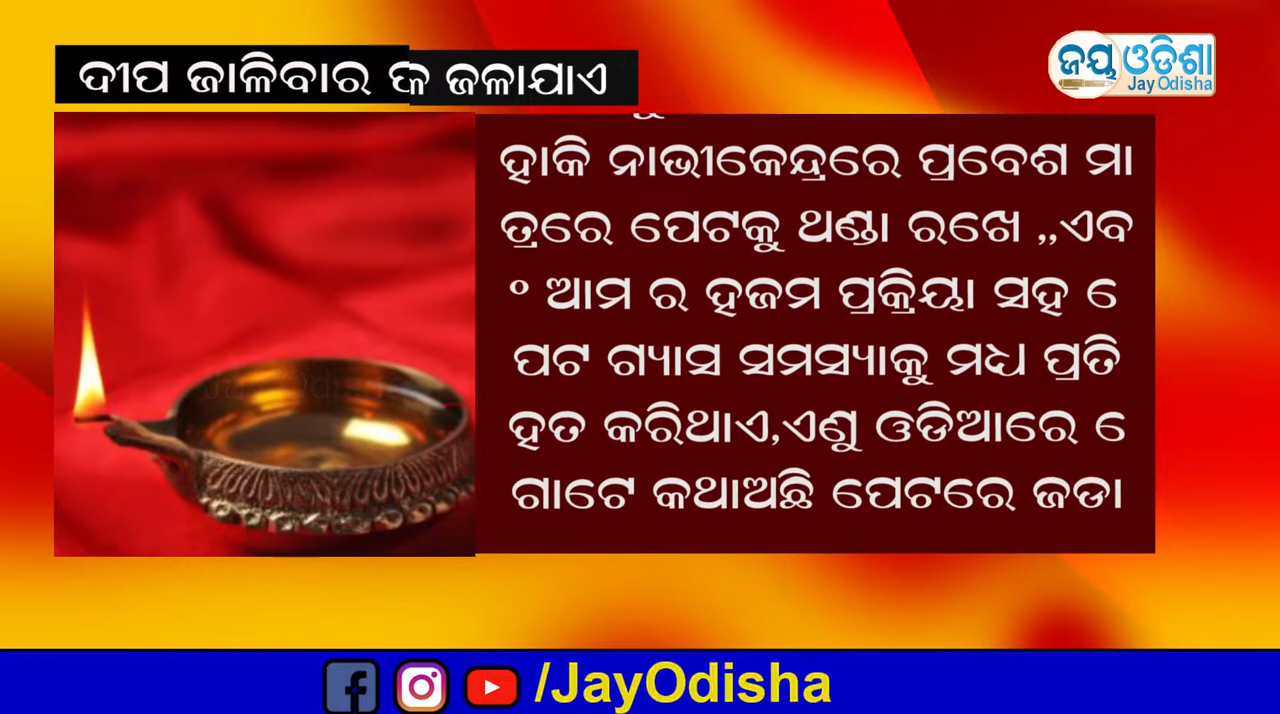 ଦୀପ ଜାଳିବାର ଫ
କ ଜଳାଯାଏ
ଜୟ ଓଡିଶା
Jay Odisha
ହାକି ନାଭୀକେନ୍ଦ୍ରରେ ପ୍ରବେଶ ମା
ତ୍ରରେ ପେଟକୁ ଥଣ୍ଡା ରଖେ ,,ଏବ
ଂ ଆମ ର ହଜମ ପ୍ରକ୍ରିୟା ସହ େ
ପଟ ଗ୍ୟାସ ସମସ୍ୟାକୁ ମଧ୍ୟ ପ୍ରତି
ହତ କରିଥାଏ,ଏଣୁ ଓଡିଆରେ େ
ଗାଟେ କଥାଅଛି ପେଟରେ ଜଡା
/JayOdisha